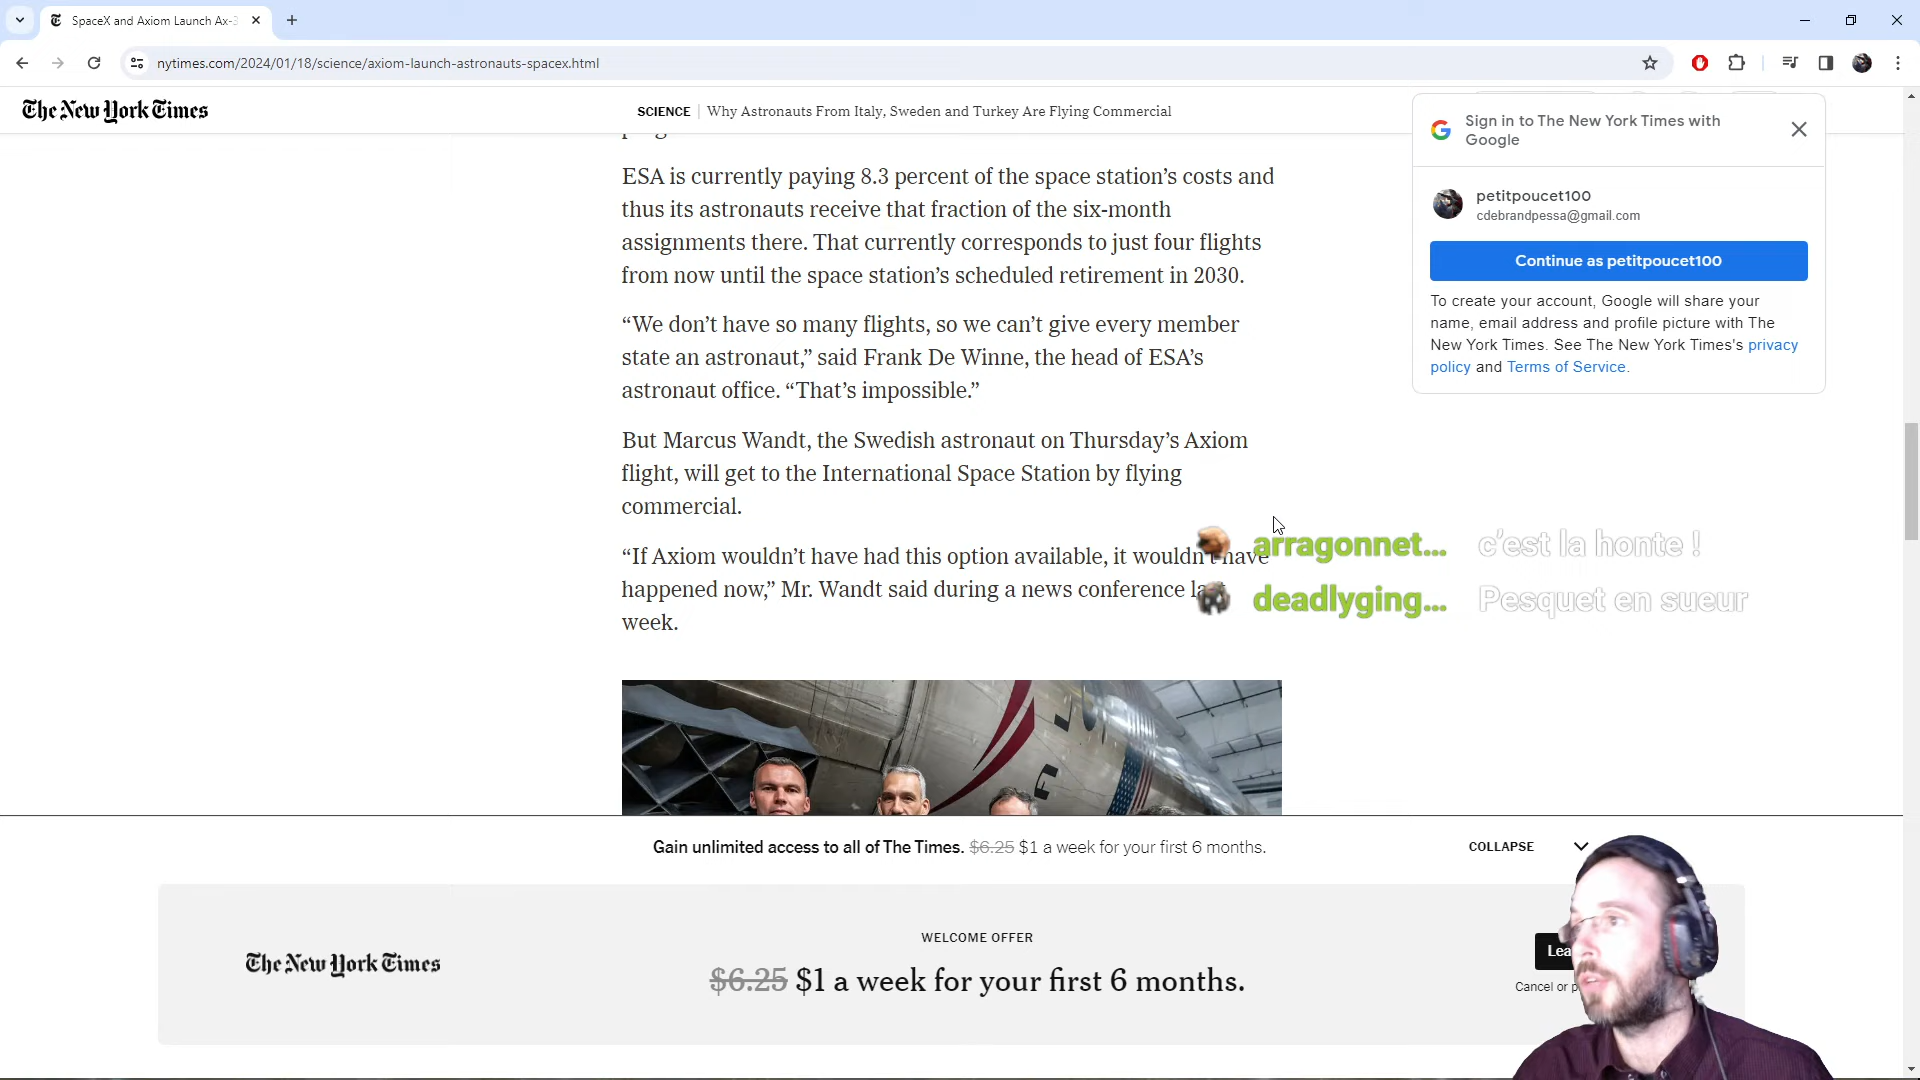 SpaceX and Axiom Launch Ax-3
nytimes.com/2024/01/18/science/axiom-launch-astronauts-spacex.html
The New York Times
SCIENCE Why Astronauts From Italy, Sweden and Turkey Are Flying Commercial
ESA is currently paying 8.3 percent of the space station’s costs and
thus its astronauts receive that fraction of the six-month
assignments there. That currently corresponds to just four flights
from now until the space station’s scheduled retirement in 2030.
“We don’t have so many flights, so we can’t give every member
state an astronaut,” said Frank De Winne, the head of ESA’s
astronaut office. “That’s impossible.”
But Marcus Wandt, the Swedish astronaut on Thursday’s Axiom
flight, will get to the International Space Station by flying
commercial.
“If Axiom wouldn’t have had this option available, it wouldn’t have
happened now,” Mr. Wandt said during a news conference last
week.
Sign in to The New York Times with
Google
petitpoucet100
cdebrandpessa@gmail.com
Continue as petitpoucet100
To create your account, Google will share your
name, email address and profile picture with The
New York Times. See The New York Times's privacy
policy and Terms of Service.
arragonnet... c’est la honte !
deadlyging... Pesquet en sueur
Gain unlimited access to all of The Times. $6.25 $1 a week for your first 6 months.
COLLAPSE
The New York Times
WELCOME OFFER
$6.25 $1 a week for your first 6 months.
Cancel or